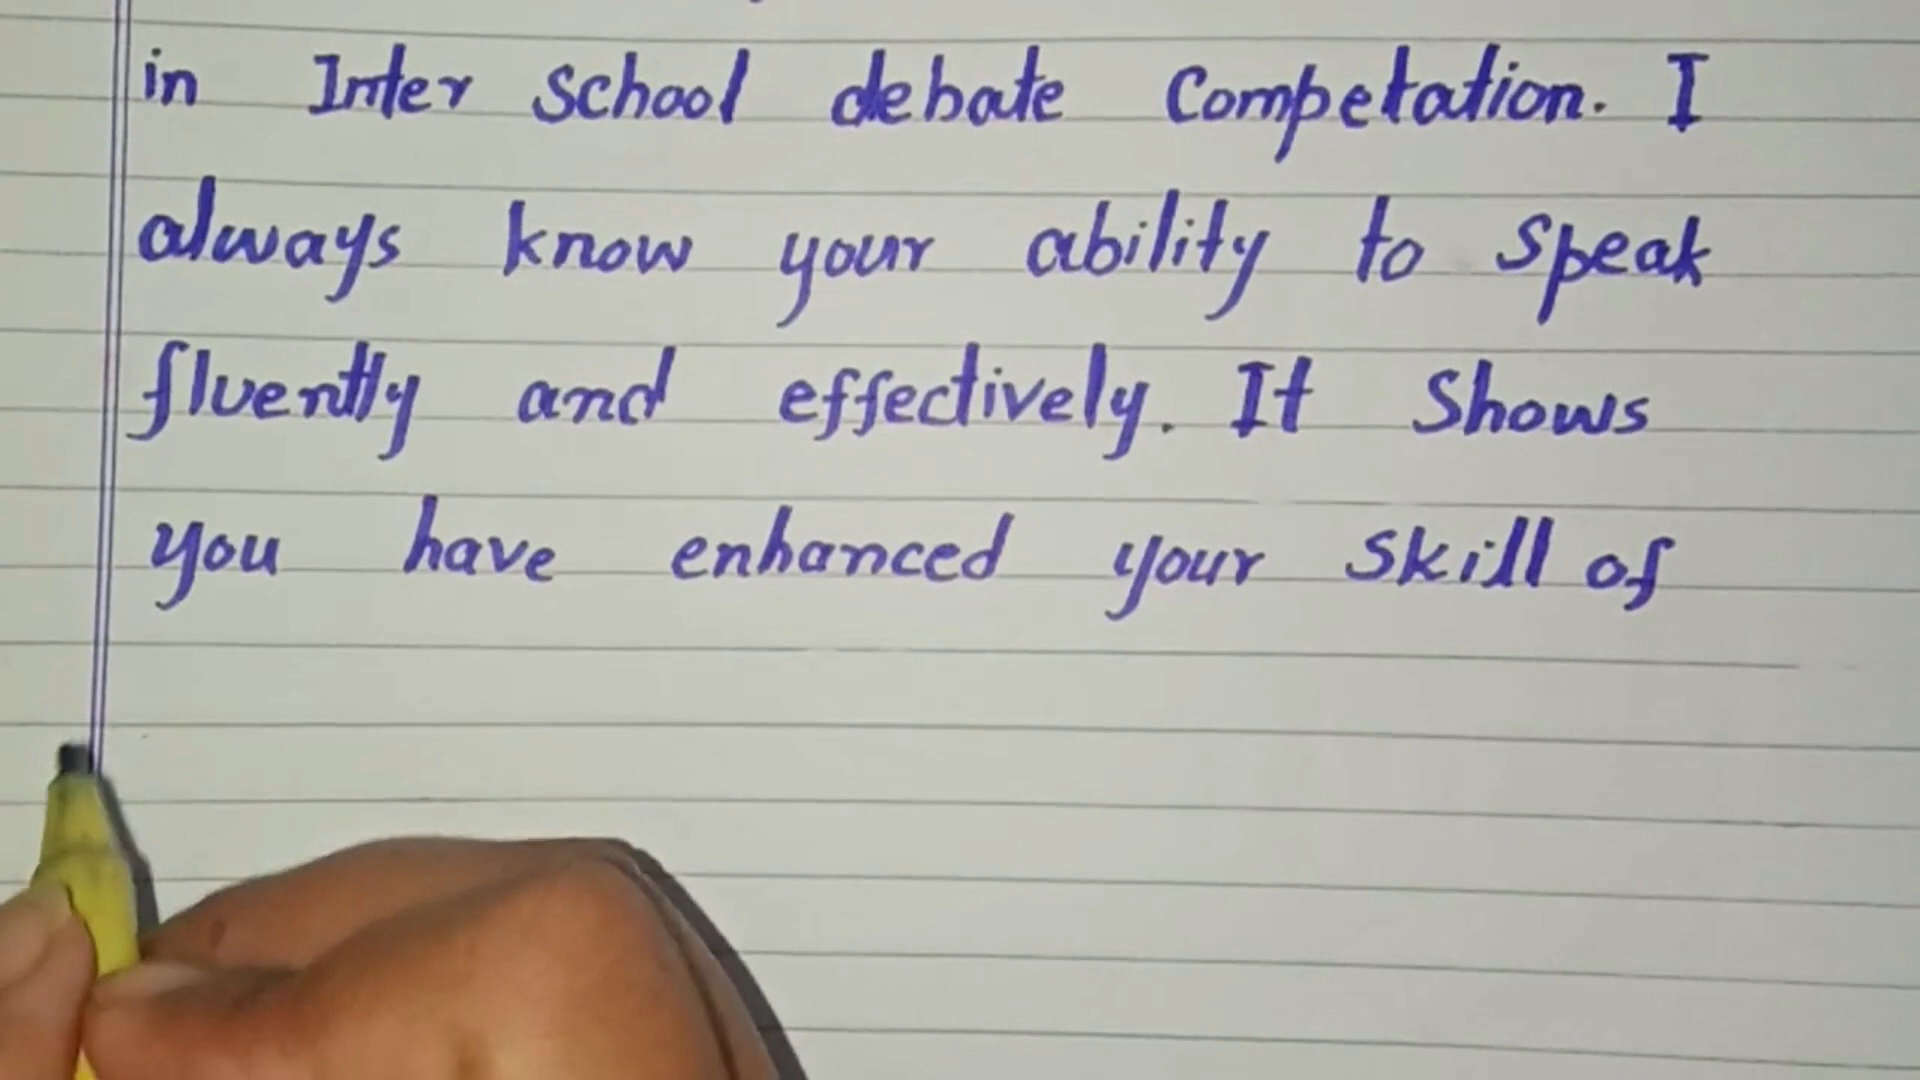 in Inter School debate Competation. I
always know your ability to speak
fluently and effectively. It Shows
you have enhanced your skill of